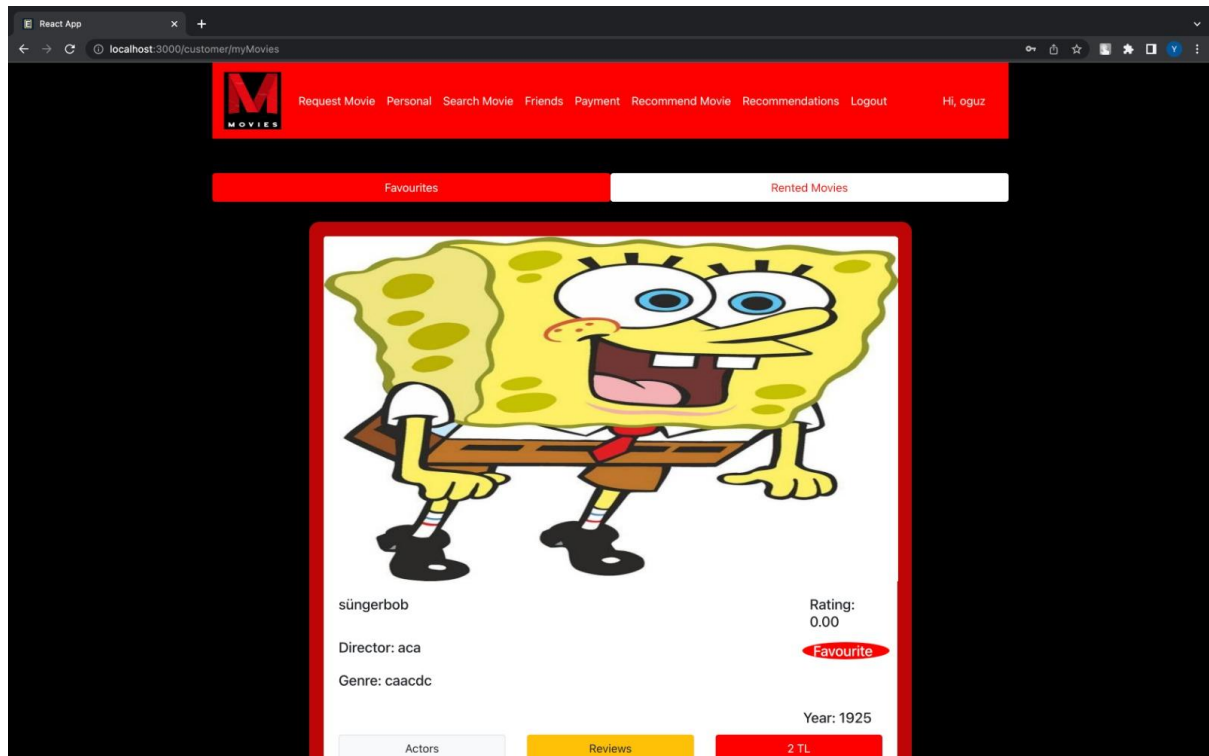 React App
localhost:3000/customer/myMovies
Y
M
MOVIES
Request Movie Personal Search Movie Friends Payment Recommend Movie Recommendations Logout Hi, oguz
Favourites Rented Movies
süngerbob
Rating:
0.00
Director: aca
Favourite
Genre: caacdc
Year: 1925
Actors Reviews 2 TL